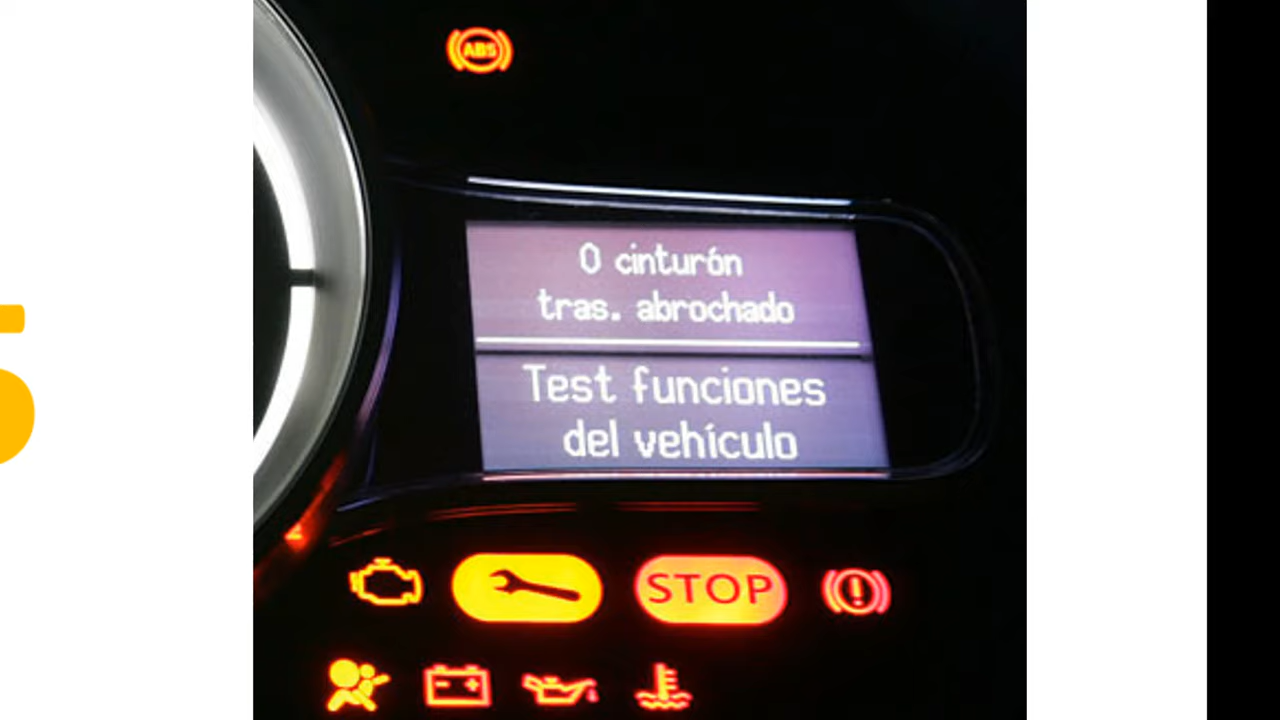 ABS
0 cinturón
tras. abrochado
Test funciones
del vehículo
STOP